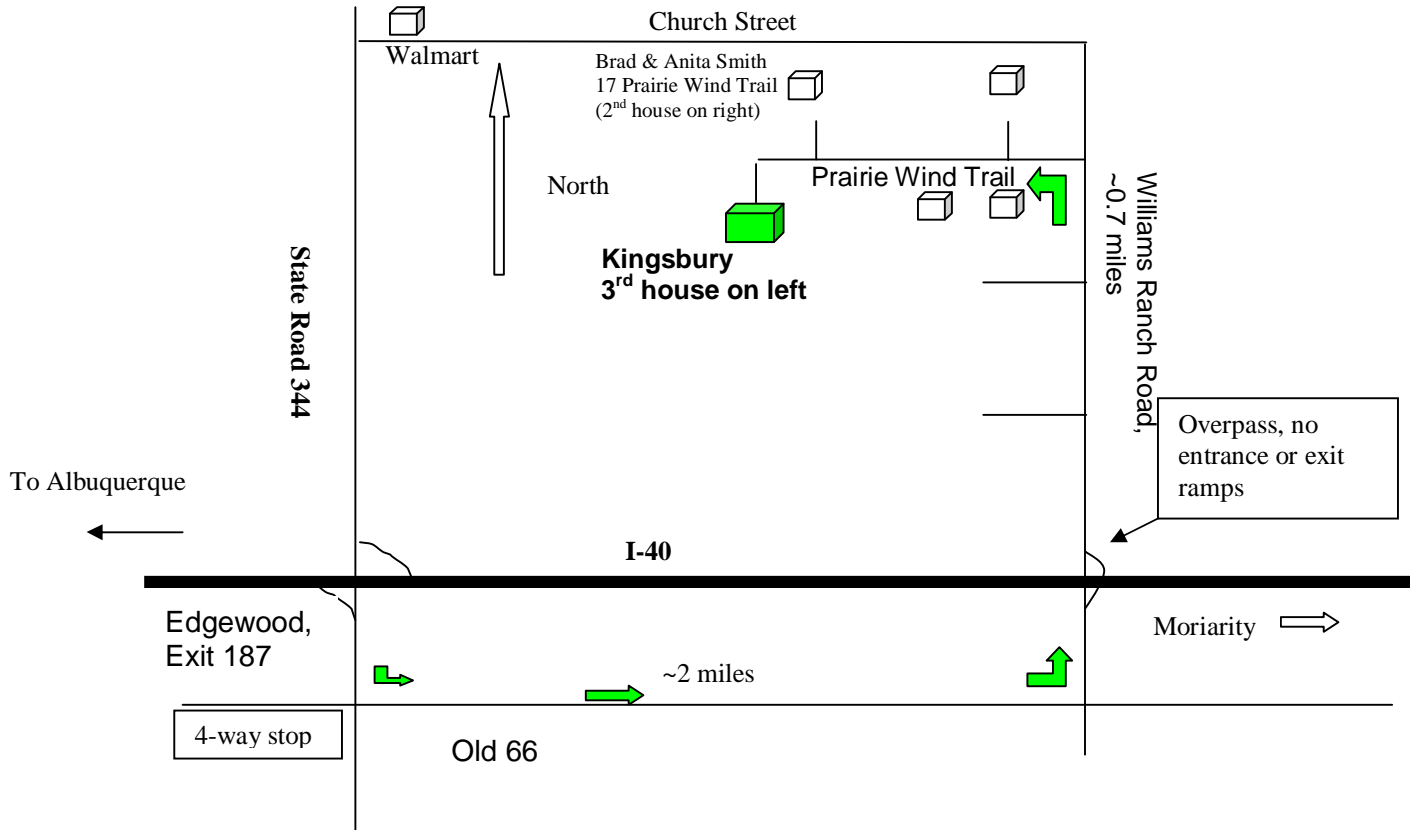 Church Street
Walmart
Brad & Anita Smith
17 Prairie Wind Trail
(2nd house on right)
North
Prairie Wind Trail
Kingsbury
3rd house on left
Williams Ranch Road,
~0.7 miles
State Road 344
Overpass, no
entrance or exit
ramps
To Albuquerque
I-40
Edgewood,
Exit 187
Moriarity
~2 miles
4-way stop
Old 66